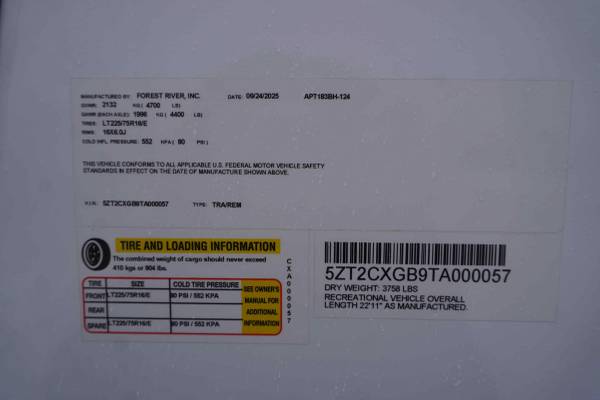 MANUFACTURED BY: FOREST RIVER, INC. DATE: 09/24/2025 APT183BH-124
GVWR: 2132 KG ( 4700 LB)
GAWR (EACH AXLE): 1996 KG ( 4400 LB)
TIRES: LT225/75R16/E
RIMS: 16X6.0J
COLD INFL. PRESSURE: 552 KPA ( 80 PSI)
THIS VEHICLE CONFORMS TO ALL APPLICABLE U.S. FEDERAL MOTOR VEHICLE SAFETY
STANDARDS IN EFFECT ON THE DATE OF MANUFACTURE SHOWN ABOVE.
V.I.N.: 5ZT2CXGB9TA000057 TYPE: TRA/REM
TIRE AND LOADING INFORMATION
The combined weight of cargo should never exceed
410 kgs or 904 lbs.
TIRE SIZE COLD TIRE PRESSURE
FRONT LT225/75R16/E 80 PSI / 552 KPA
REAR
SPARE LT225/75R16/E 80 PSI / 552 KPA
SEE OWNER'S
MANUAL FOR
ADDITIONAL
INFORMATION
CXA000057
5ZT2CXGB9TA000057
DRY WEIGHT: 3758 LBS
RECREATIONAL VEHICLE OVERALL
LENGTH 22'11" AS MANUFACTURED.